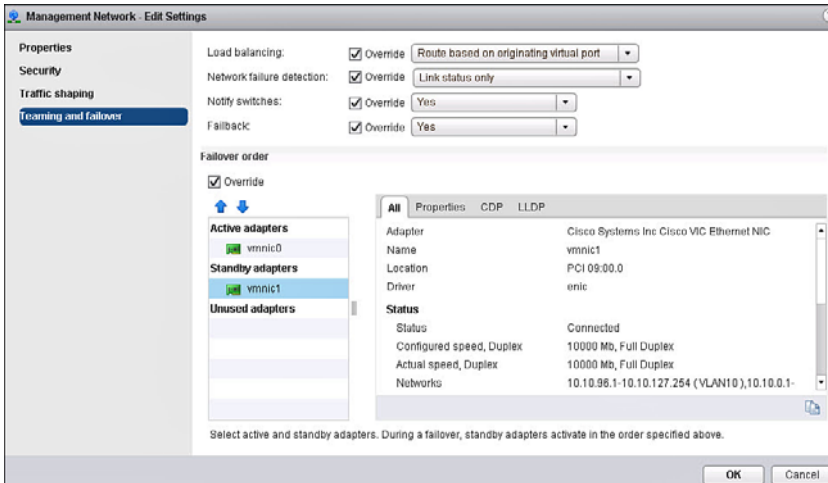 Management Network - Edit Settings
Properties
Security
Traffic shaping
Teaming and failover
Load balancing: Override Route based on originating virtual port
Network failure detection: Override Link status only
Notify switches: Override Yes
Failback: Override Yes
Failover order
Override
Active adapters
vmnic0
Standby adapters
vmnic1
Unused adapters
All Properties CDP LLDP
Adapter Cisco Systems Inc Cisco VIC Ethernet NIC
Name vmnic1
Location PCI 09:00.0
Driver enic
Status
Status Connected
Configured speed, Duplex 10000 Mb, Full Duplex
Actual speed, Duplex 10000 Mb, Full Duplex
Networks 10.10.96.1-10.10.127.254 ( VLAN10 ),10.10.0.1-
Select active and standby adapters. During a failover, standby adapters activate in the order specified above.
OK Cancel